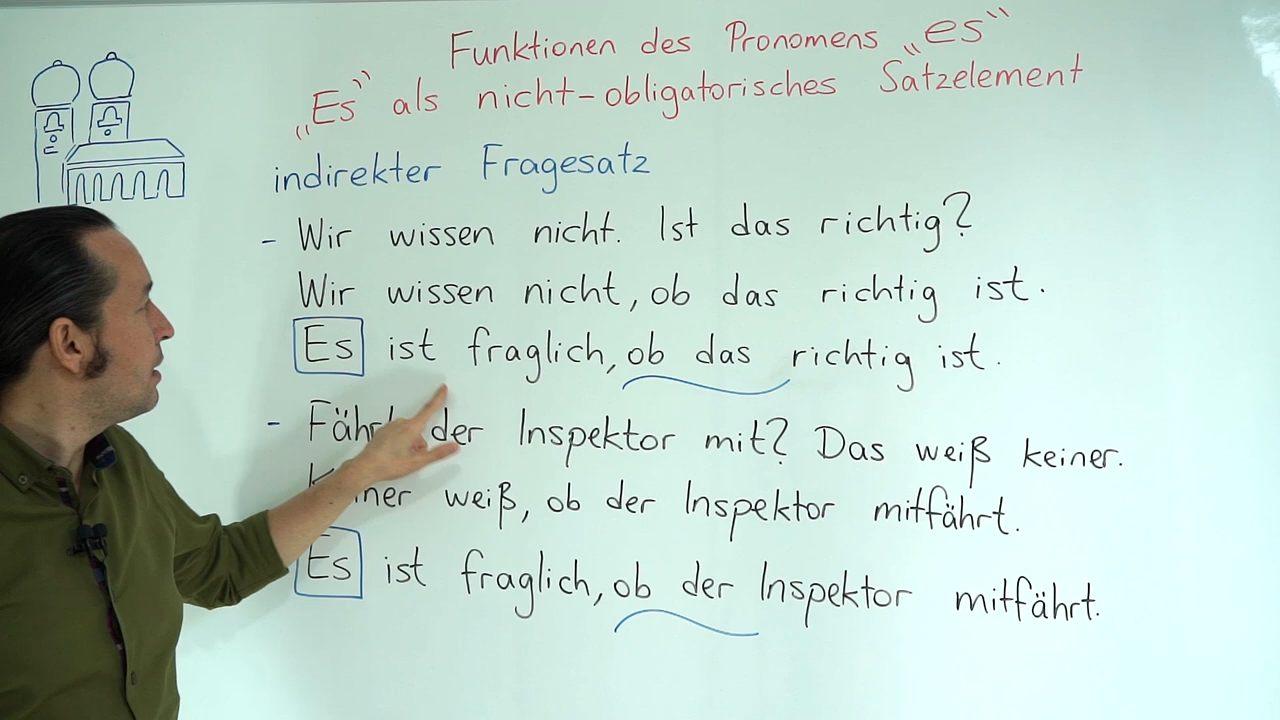 Funktionen des Pronomens „es“
„Es“ als nicht-obligatorisches Satzelement
indirekter Fragesatz
- Wir wissen nicht. Ist das richtig?
Wir wissen nicht, ob das richtig ist.
Es ist fraglich, ob das richtig ist.
- der Inspektor mit? Das weiß keiner.
weiß, ob der Inspektor mitfährt.
Es ist fraglich, ob der Inspektor mitfährt.